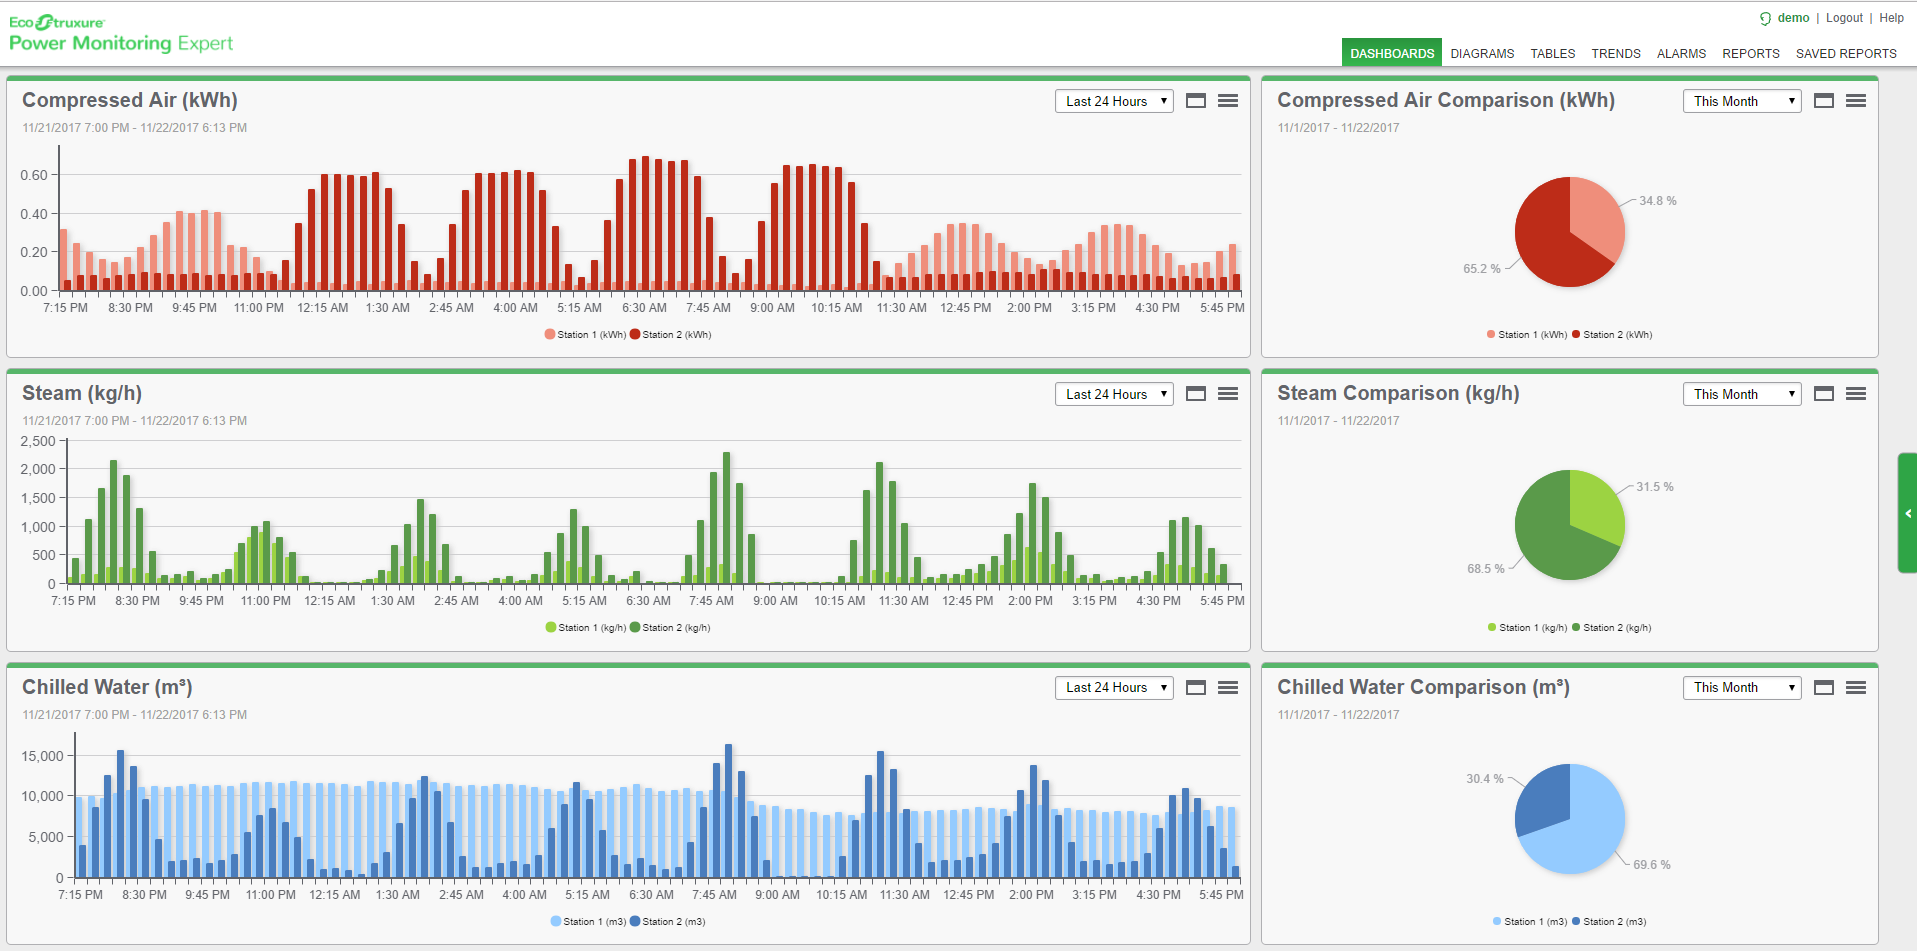 EcoStruxure
Power Monitoring Expert
demo | Logout | Help
DASHBOARDS DIAGRAMS TABLES TRENDS ALARMS REPORTS SAVED REPORTS
Compressed Air (kWh)
Last 24 Hours
11/21/2017 7:00 PM - 11/22/2017 6:13 PM
0.60
0.40
0.20
0.00
7:15 PM 8:30 PM 9:45 PM 11:00 PM 12:15 AM 1:30 AM 2:45 AM 4:00 AM 5:15 AM 6:30 AM 7:45 AM 9:00 AM 10:15 AM 11:30 AM 12:45 PM 2:00 PM 3:15 PM 4:30 PM 5:45 PM
Station 1 (kWh) Station 2 (kWh)
Compressed Air Comparison (kWh)
This Month
11/1/2017 - 11/22/2017
34.8 %
65.2 %
Station 1 (kWh) Station 2 (kWh)
Steam (kg/h)
Last 24 Hours
11/21/2017 7:00 PM - 11/22/2017 6:13 PM
2,500
2,000
1,500
1,000
500
0
7:15 PM 8:30 PM 9:45 PM 11:00 PM 12:15 AM 1:30 AM 2:45 AM 4:00 AM 5:15 AM 6:30 AM 7:45 AM 9:00 AM 10:15 AM 11:30 AM 12:45 PM 2:00 PM 3:15 PM 4:30 PM 5:45 PM
Station 1 (kg/h) Station 2 (kg/h)
Steam Comparison (kg/h)
This Month
11/1/2017 - 11/22/2017
31.5 %
68.5 %
Station 1 (kg/h) Station 2 (kg/h)
Chilled Water (m³)
Last 24 Hours
11/21/2017 7:00 PM - 11/22/2017 6:13 PM
15,000
10,000
5,000
0
7:15 PM 8:30 PM 9:45 PM 11:00 PM 12:15 AM 1:30 AM 2:45 AM 4:00 AM 5:15 AM 6:30 AM 7:45 AM 9:00 AM 10:15 AM 11:30 AM 12:45 PM 2:00 PM 3:15 PM 4:30 PM 5:45 PM
Station 1 (m3) Station 2 (m3)
Chilled Water Comparison (m³)
This Month
11/1/2017 - 11/22/2017
30.4 %
69.6 %
Station 1 (m3) Station 2 (m3)